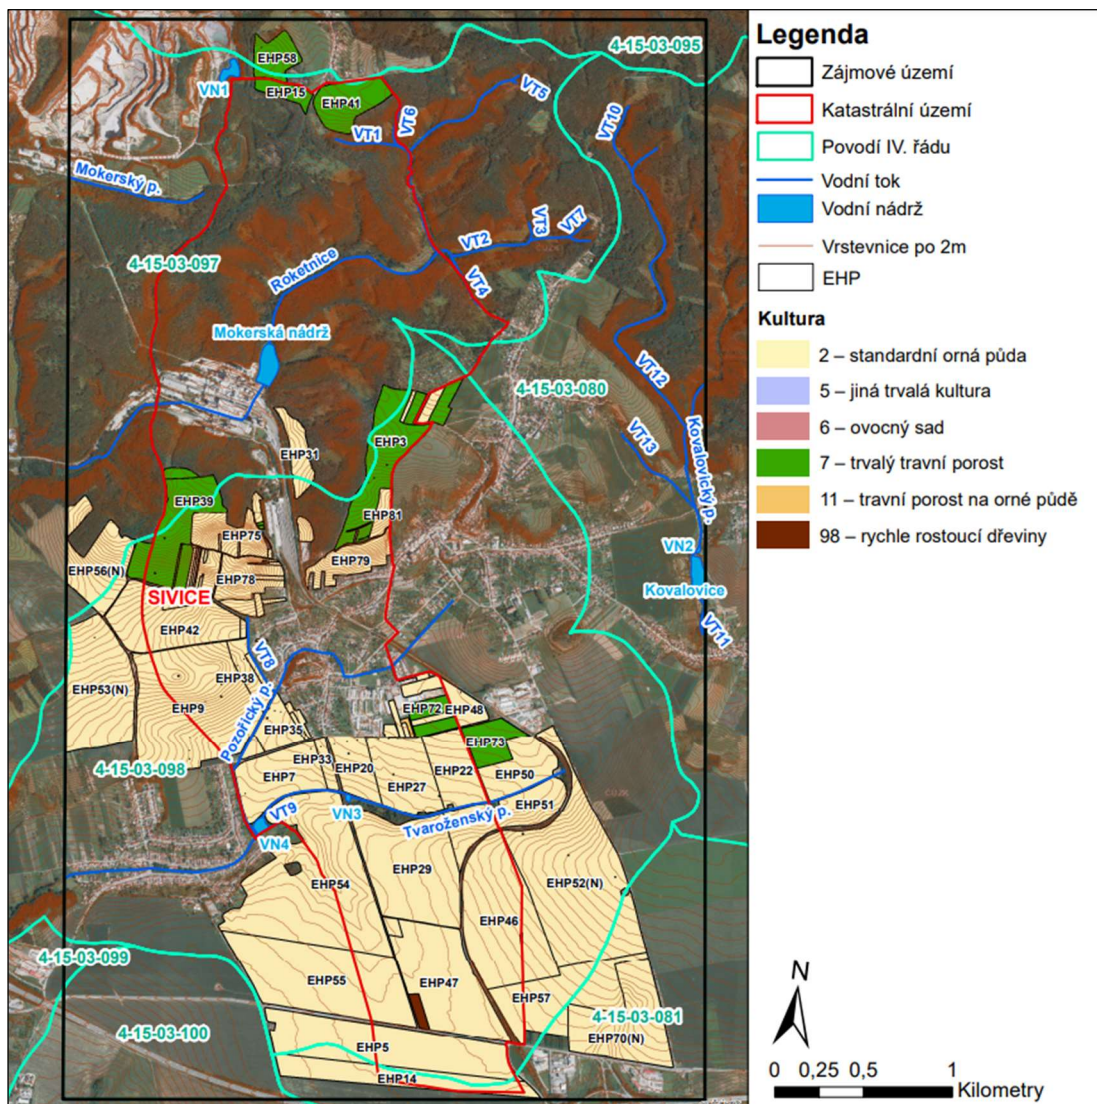 4-15-03-095
EHP58
VN1
EHP15
EHP41
VT5
VT6
VT1
VT10
Mokerský p.
VT3
VT7
VT2
4-15-03-097
Roketnice
VT4
Mokerská nádrž
4-15-03-080
VT12
Kovalovický p.
VT13
EHP3
EHP31
EHP39
EHP81
EHP75
EHP79
EHP78
EHP56(N)
SIVICE
VN2
Kovalovice
VT11
EHP42
VT8
EHP38
EHP53(N)
EHP9
Pozořický p.
EHP72
EHP48
EHP35
EHP73
EHP33
4-15-03-098
EHP7
EHP20
EHP22
EHP50
EHP27
EHP51
VT9
VN3
Tvaroženský p.
VN4
EHP29
EHP54
EHP52(N)
EHP46
4-15-03-099
EHP55
EHP47
EHP57
4-15-03-081
4-15-03-100
EHP70(N)
EHP5
EHP14
Legenda
Zájmové území
Katastrální území
Povodí IV. řádu
Vodní tok
Vodní nádrž
Vrstevnice po 2m
EHP
Kultura
2 – standardní orná půda
5 – jiná trvalá kultura
6 – ovocný sad
7 – trvalý travní porost
11 – travní porost na orné půdě
98 – rychle rostoucí dřeviny
N
0 0,25 0,5 1
Kilometry